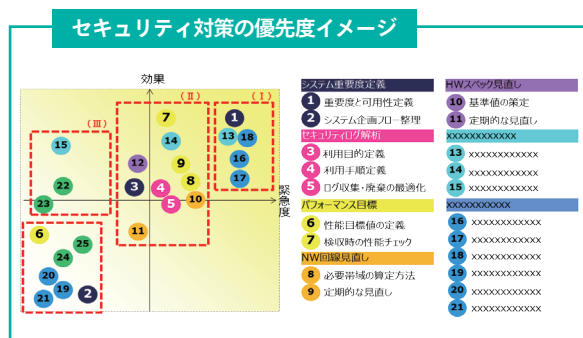 セキュリティ対策の優先度イメージ
効果
緊急度
(Ⅰ)
(Ⅱ)
(Ⅲ)
1
13
18
16
17
7
14
12
9
3
4
8
5
10
11
15
22
23
6
25
24
20
19
21
2
システム重要度定義
1 重要度と可用性定義
2 システム企画フロー整理
セキュリティログ解析
3 利用目的定義
4 利用手順定義
5 ログ収集・廃棄の最適化
パフォーマンス目標
6 性能目標値の定義
7 検収時の性能チェック
NW回線見直し
8 必要帯域の算定方法
9 定期的な見直し
HWスペック見直し
10 基準値の策定
11 定期的な見直し
XXXXXXXXXXXX
13 XXXXXXXXXXXX
14 XXXXXXXXXXXX
15 XXXXXXXXXXXX
XXXXXXXXXXX
16 XXXXXXXXXXXX
17 XXXXXXXXXXXX
18 XXXXXXXXXXXX
19 XXXXXXXXXXXX
20 XXXXXXXXXXXX
21 XXXXXXXXXXXX